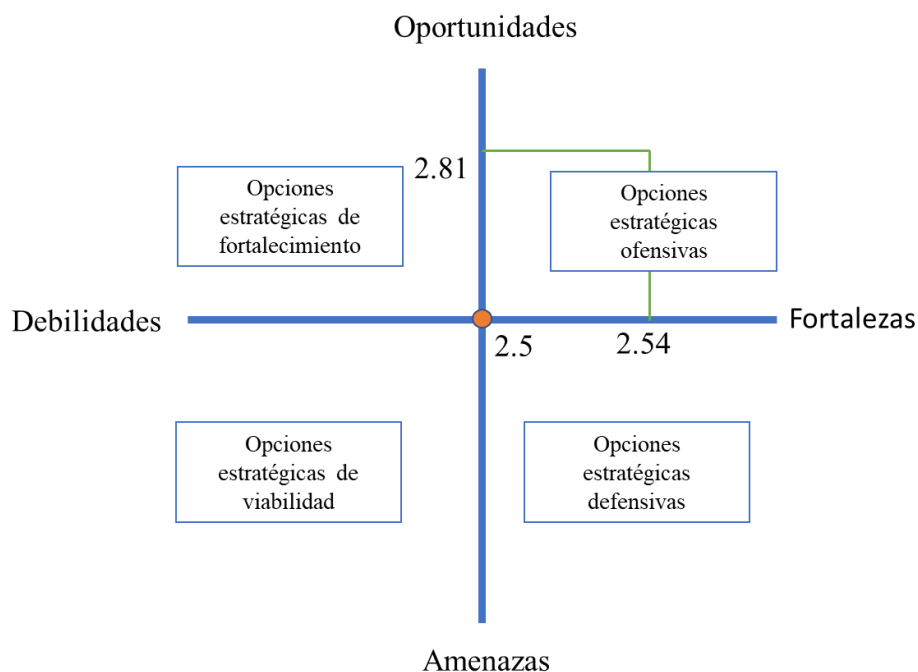 Oportunidades
2.81
Opciones
estratégicas de
fortalecimiento
Opciones
estratégicas
ofensivas
Debilidades
Fortalezas
2.5
2.54
Opciones
estratégicas de
viabilidad
Opciones
estratégicas
defensivas
Amenazas